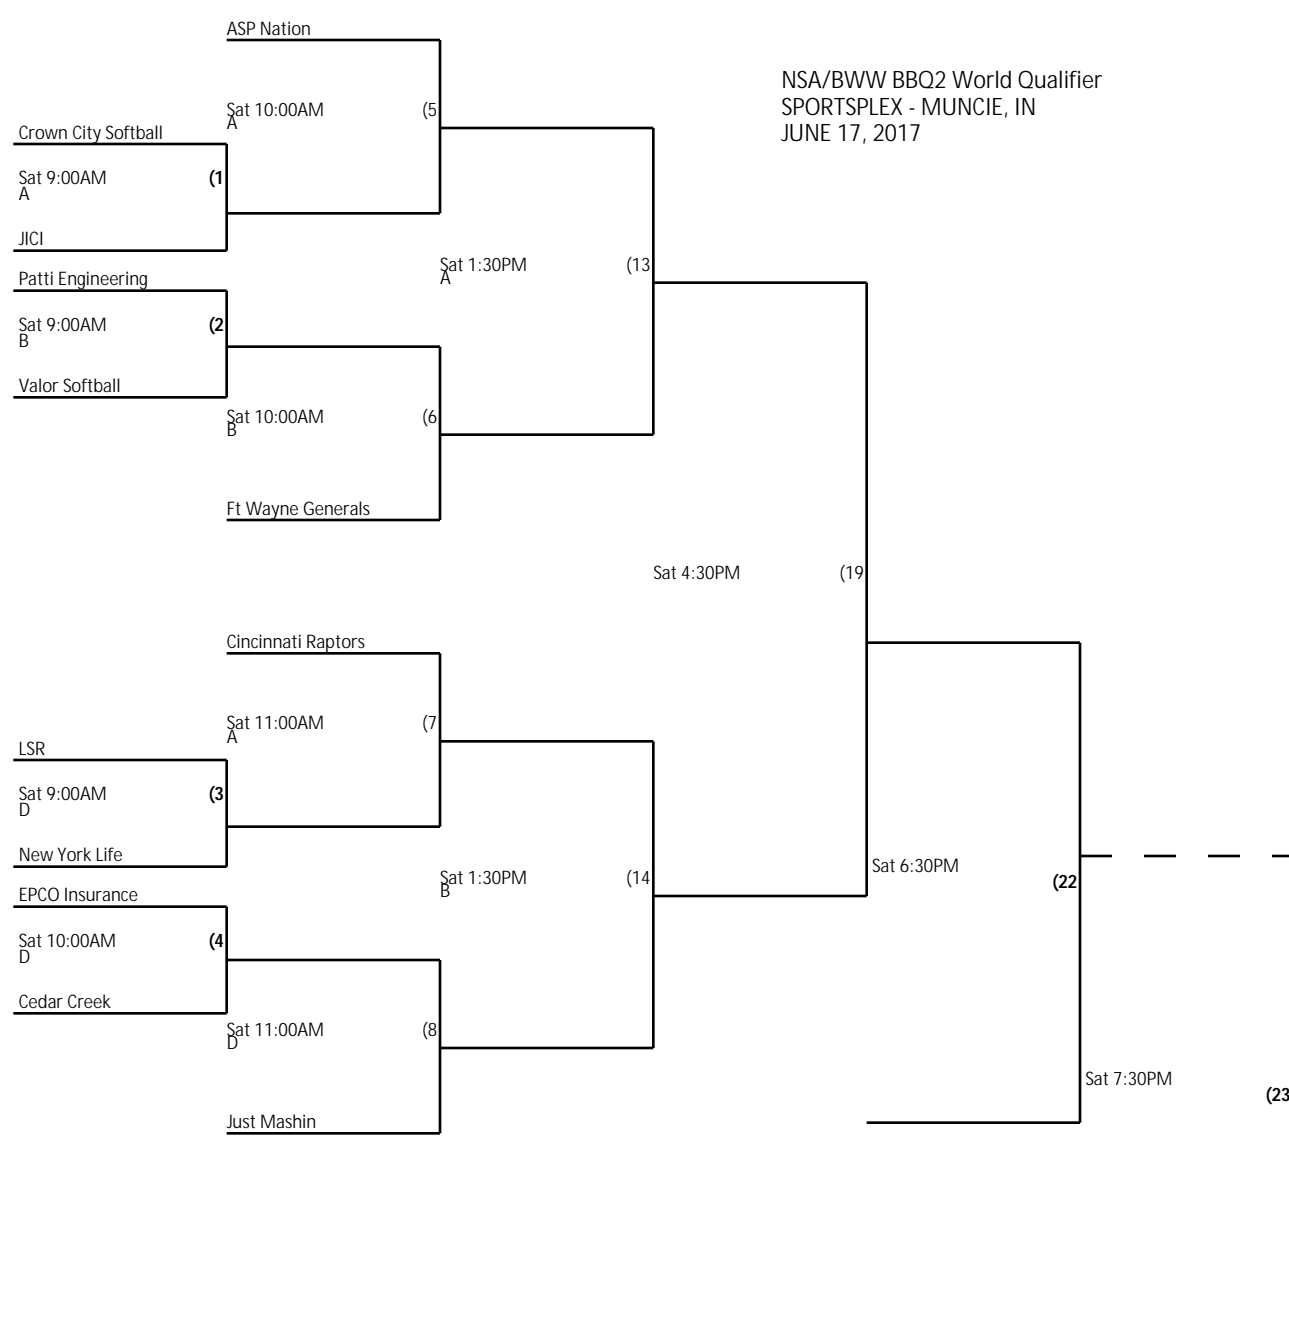 ASP Nation
NSA/BWW BBQ2 World Qualifier
SPORTSPLEX - MUNCIE, IN
JUNE 17, 2017
Sat 10:00AM (5
A
Crown City Softball
Sat 9:00AM (1
A
JICI
Sat 1:30PM (13
A
Patti Engineering
Sat 9:00AM (2
B
Valor Softball
Sat 10:00AM (6
B
Ft Wayne Generals
Sat 4:30PM (19
Cincinnati Raptors
Sat 11:00AM (7
A
LSR
Sat 9:00AM (3
D
New York Life
Sat 1:30PM (14
B
Sat 6:30PM
(22
EPCO Insurance
Sat 10:00AM (4
D
Cedar Creek
Sat 11:00AM (8
D
Sat 7:30PM
(23
Just Mashin